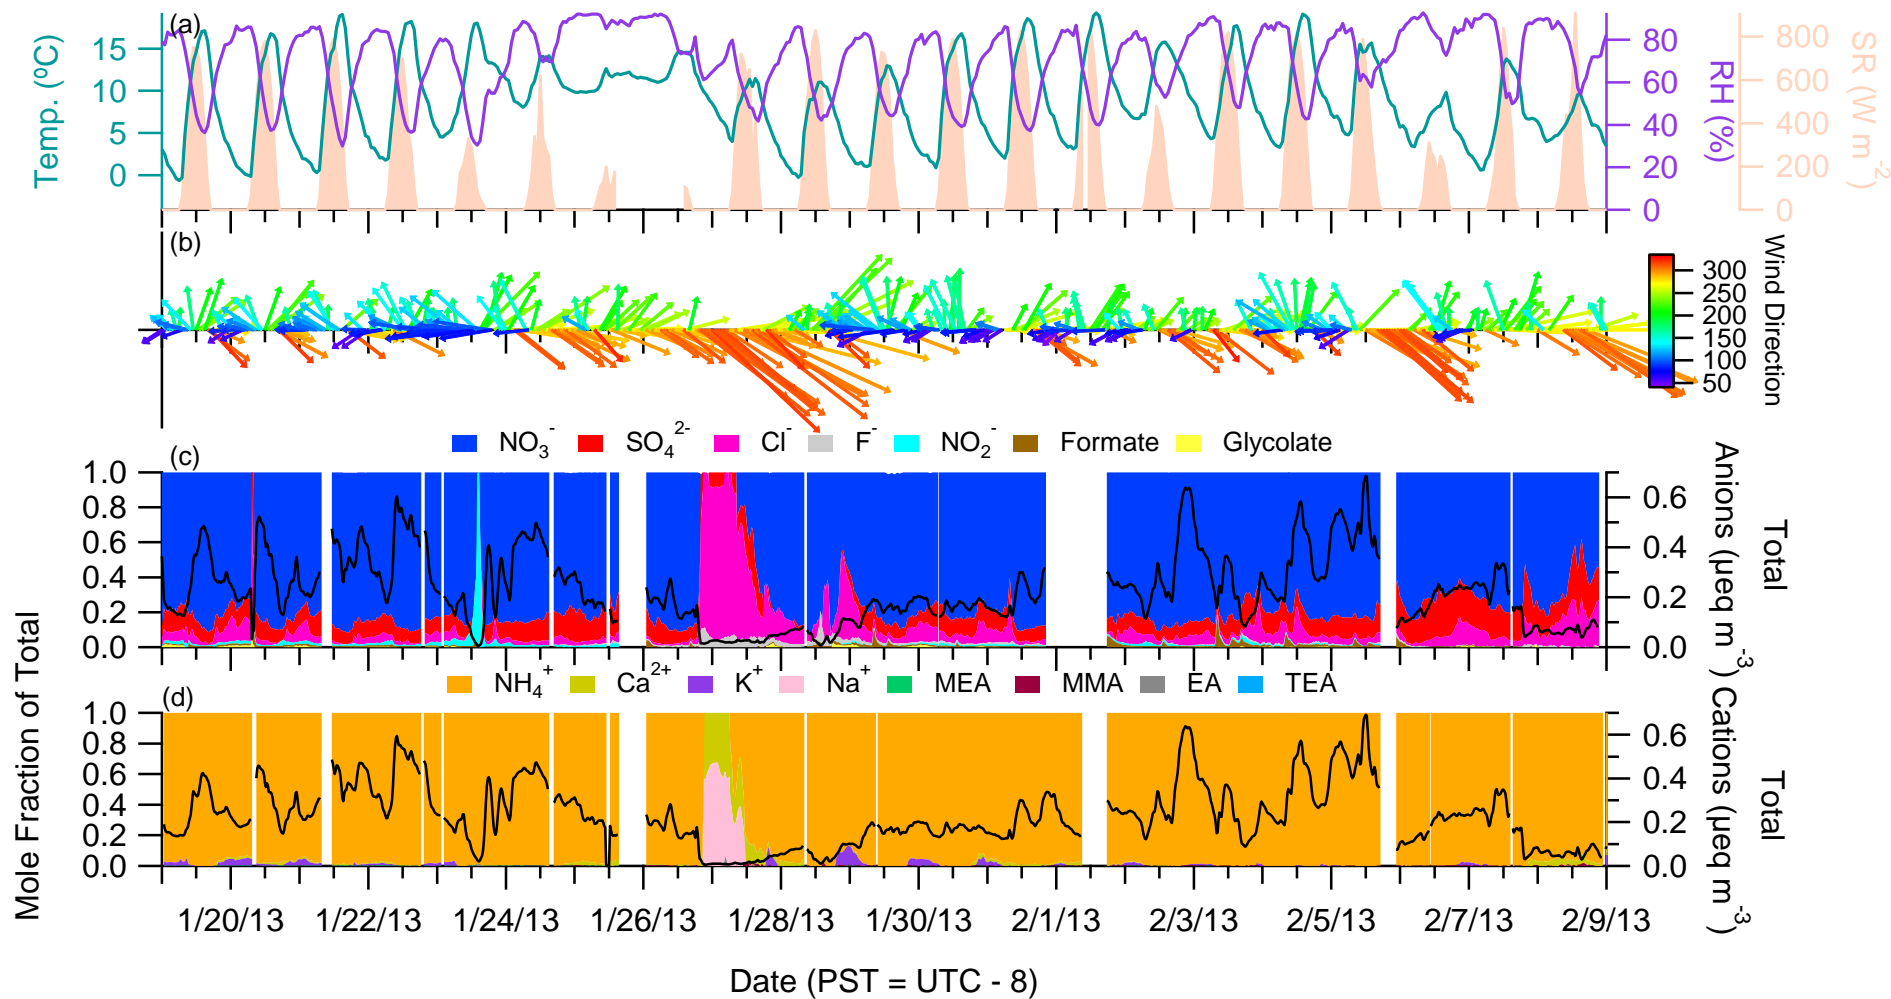 (a)
Temp. (ºC)
15
10
5
0
80
60
40
20
0
RH (%)
800
600
400
200
0
SR (W m-2)
(b)
300
250
200
150
100
50
Wind Direction
NO3- SO42- Cl- F- NO2- Formate Glycolate
(c)
1.0
0.8
0.6
0.4
0.2
0.0
0.6
0.4
0.2
0.0
Total
Anions (µeq m-3)
NH4+ Ca2+ K+ Na+ MEA MMA EA TEA
(d)
1.0
0.8
0.6
0.4
0.2
0.0
0.6
0.4
0.2
0.0
Total
Cations (µeq m-3)
Mole Fraction of Total
1/20/13 1/22/13 1/24/13 1/26/13 1/28/13 1/30/13 2/1/13 2/3/13 2/5/13 2/7/13 2/9/13
Date (PST = UTC - 8)